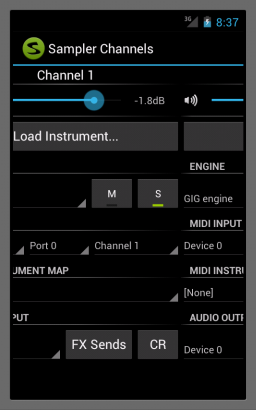 3G 8:37
Sampler Channels
Channel 1
-1.8dB
Load Instrument...
ENGINE
M S GIG engine
MIDI INPUT
Port 0 Channel 1 Device 0
UMENT MAP MIDI INSTRU
[None]
PUT AUDIO OUTP
FX Sends CR Device 0